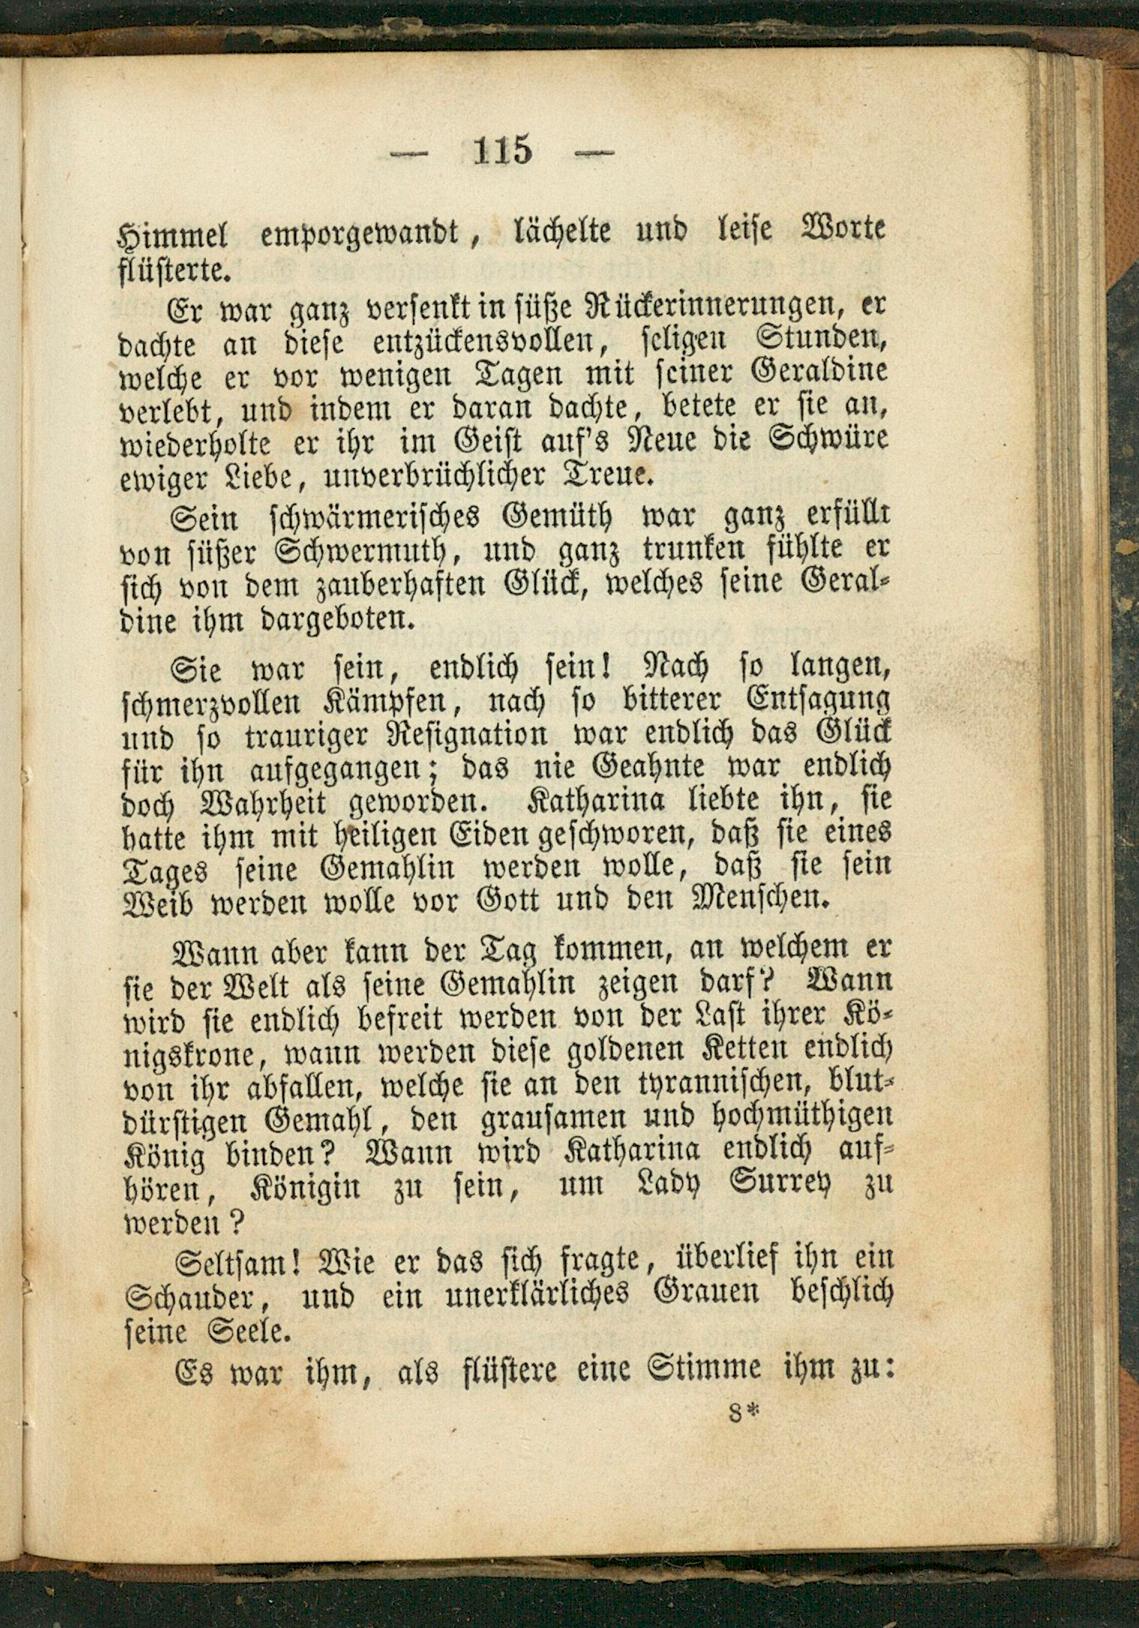 — 115 —
Himmel emporgewandt, lächelte und leise Worte
flüsterte.
Er war ganz versenkt in süße Rückerinnerungen, er
dachte an diese entzückensvollen, seligen Stunden,
welche er vor wenigen Tagen mit seiner Geraldine
verlebt, und indem er daran dachte, betete er sie an,
wiederholte er ihr im Geist auf's Neue die Schwüre
ewiger Liebe, unverbrüchlicher Treue.
Sein schwärmerisches Gemüth war ganz erfüllt
von süßer Schwermuth, und ganz trunken fühlte er
sich von dem zauberhaften Glück, welches seine Geral-
dine ihm dargeboten.
Sie war sein, endlich sein! Nach so langen,
schmerzvollen Kämpfen, nach so bitterer Entsagung
und so trauriger Resignation war endlich das Glück
für ihn aufgegangen; das nie Geahnte war endlich
doch Wahrheit geworden. Katharina liebte ihn, sie
hatte ihm mit heiligen Eiden geschworen, daß sie eines
Tages seine Gemahlin werden wolle, daß sie sein
Weib werden wolle vor Gott und den Menschen.
Wann aber kann der Tag kommen, an welchem er
sie der Welt als seine Gemahlin zeigen darf? Wann
wird sie endlich befreit werden von der Last ihrer Kö-
nigskrone, wann werden diese goldenen Ketten endlich
von ihr abfallen, welche sie an den tyrannischen, blut-
dürstigen Gemahl, den grausamen und hochmüthigen
König binden? Wann wird Katharina endlich auf-
hören, Königin zu sein, um Lady Surrey zu
werden?
Seltsam! Wie er das sich fragte, überlief ihn ein
Schauder, und ein unerklärliches Grauen beschlich
seine Seele.
Es war ihm, als flüstere eine Stimme ihm zu:
8*